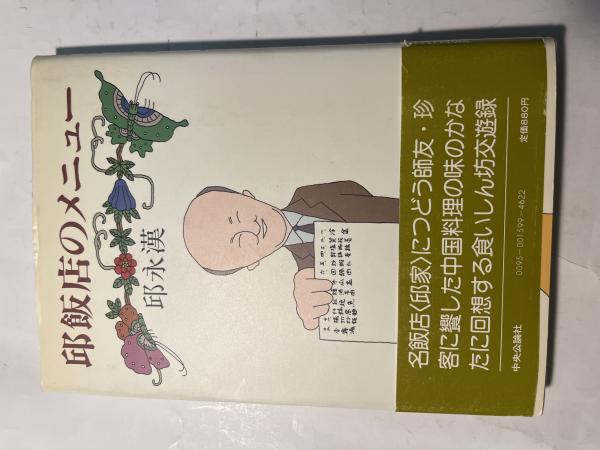 邱飯店のメニュー
邱永漢
名飯店〈邱家〉につどう師友・珍
客に饗した中国料理の味のかな
たに回想する食いしん坊交遊録
定価880円
0095-001599-4622
中央公論社